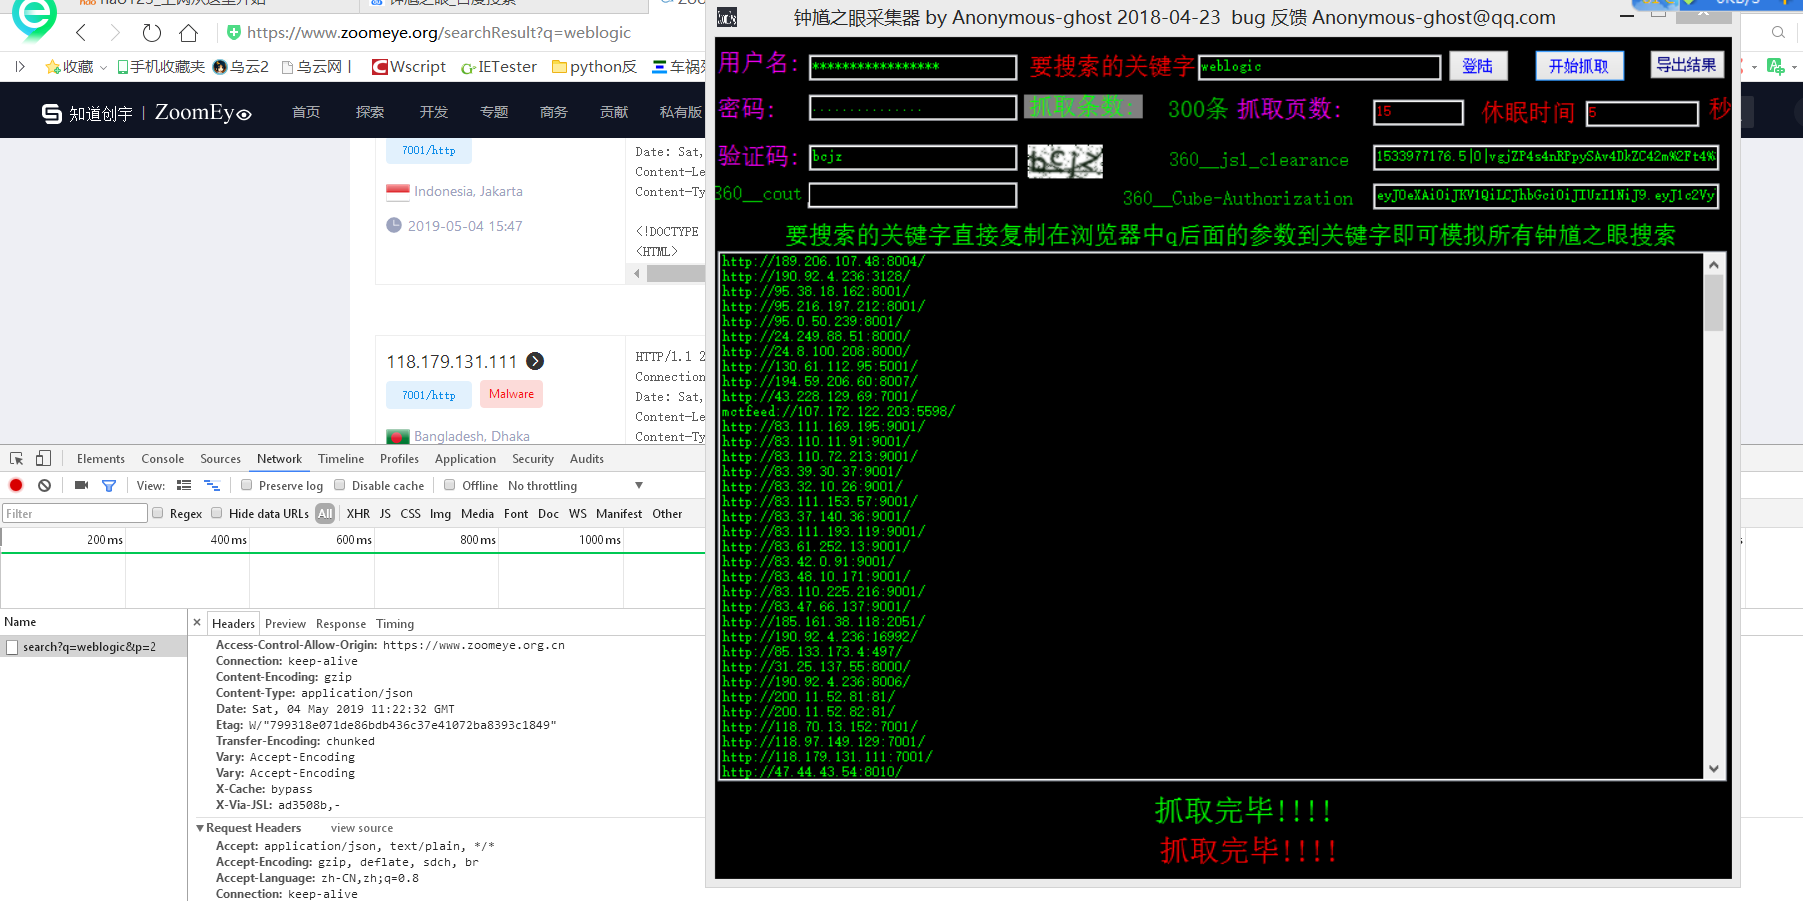 钟馗之眼_百度搜索
https://www.zoomeye.org/searchResult?q=weblogic
收藏 手机收藏夹 乌云2 乌云网 | Wscript IETester python反
知道创宇 | ZoomEye 首页 探索 开发 专题 商务 贡献 私有版
7001/http
Indonesia, Jakarta
2019-05-04 15:47
Date: Sat,
Content-Le
Content-Ty
<!DOCTYPE
<HTML>
118.179.131.111
7001/http Malware
Bangladesh, Dhaka
HTTP/1.1 2
Connection
Date: Sat,
Content-Le
Content-Ty
Elements Console Sources Network Timeline Profiles Application Security Audits
View: Preserve log Disable cache Offline No throttling
Filter Regex Hide data URLs All XHR JS CSS Img Media Font Doc WS Manifest Other
200 ms 400 ms 600 ms 800 ms 1000 ms
Name
search?q=weblogic&p=2
× Headers Preview Response Timing
Access-Control-Allow-Origin: https://www.zoomeye.org.cn
Connection: keep-alive
Content-Encoding: gzip
Content-Type: application/json
Date: Sat, 04 May 2019 11:22:32 GMT
Etag: W/"799318e071de86bdb436c37e41072ba8393c1849"
Transfer-Encoding: chunked
Vary: Accept-Encoding
Vary: Accept-Encoding
X-Cache: bypass
X-Via-JSL: ad3508b,-
Request Headers view source
Accept: application/json, text/plain, */*
Accept-Encoding: gzip, deflate, sdch, br
Accept-Language: zh-CN,zh;q=0.8
Connection: keep-alive
钟馗之眼采集器 by Anonymous-ghost 2018-04-23 bug 反馈 Anonymous-ghost@qq.com
用户名: ***************** 要搜索的关键字 weblogic 登陆 开始抓取 导出结果
密码: ............... 抓取条数: 300条 抓取页数: 15 休眠时间 5 秒
验证码: bcjz bcjz 360__jsl_clearance 1533977176.5|0|vgjZP4s4nRPpySAv4DkZC42m%2Ft4%
360__cout 360__Cube-Authorization eyJ0eXAiOiJKV1QiLCJhbGciOiJIUzI1NiJ9.eyJ1c2Vy
要搜索的关键字直接复制在浏览器中q后面的参数到关键字即可模拟所有钟馗之眼搜索
http://189.206.107.48:8004/
http://190.92.4.236:3128/
http://95.38.18.162:8001/
http://95.216.197.212:8001/
http://95.0.50.239:8001/
http://24.249.88.51:8000/
http://24.8.100.208:8000/
http://130.61.112.95:5001/
http://194.59.206.60:8007/
http://43.228.129.69:7001/
mctfeed://107.172.122.203:5598/
http://83.111.169.195:9001/
http://83.110.11.91:9001/
http://83.110.72.213:9001/
http://83.39.30.37:9001/
http://83.32.10.26:9001/
http://83.111.153.57:9001/
http://83.37.140.36:9001/
http://83.111.193.119:9001/
http://83.61.252.13:9001/
http://83.42.0.91:9001/
http://83.48.10.171:9001/
http://83.110.225.216:9001/
http://83.47.66.137:9001/
http://185.161.38.118:2051/
http://190.92.4.236:16992/
http://85.133.173.4:497/
http://31.25.137.55:8000/
http://190.92.4.236:8006/
http://200.11.52.81:81/
http://200.11.52.82:81/
http://118.70.13.152:7001/
http://118.97.149.129:7001/
http://118.179.131.111:7001/
http://47.44.43.54:8010/
抓取完毕!!!!
抓取完毕!!!!